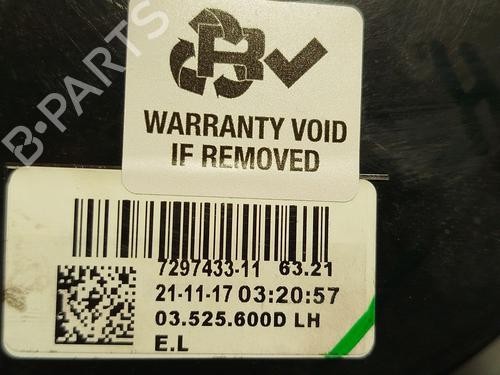 R
WARRANTY VOID
IF REMOVED
B-PARTS
7297433-11 63.21
21-11-17 03:20:57
03.525.600D LH
E.L